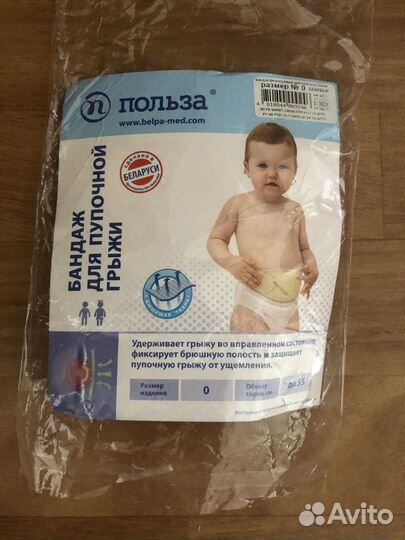 польза®
www.belpa-med.com
размер № 0
СДЕЛАНО В
БЕЛАРУСИ
БАНДАЖ
ДЛЯ ПУПОЧНОЙ
ГРЫЖИ
Удерживает грыжу во вправленном состоянии,
фиксирует брюшную полость и защищает
пупочную грыжу от ущемления.
Размер
изделия
0
Обхват
талии, см
до 55
Avito